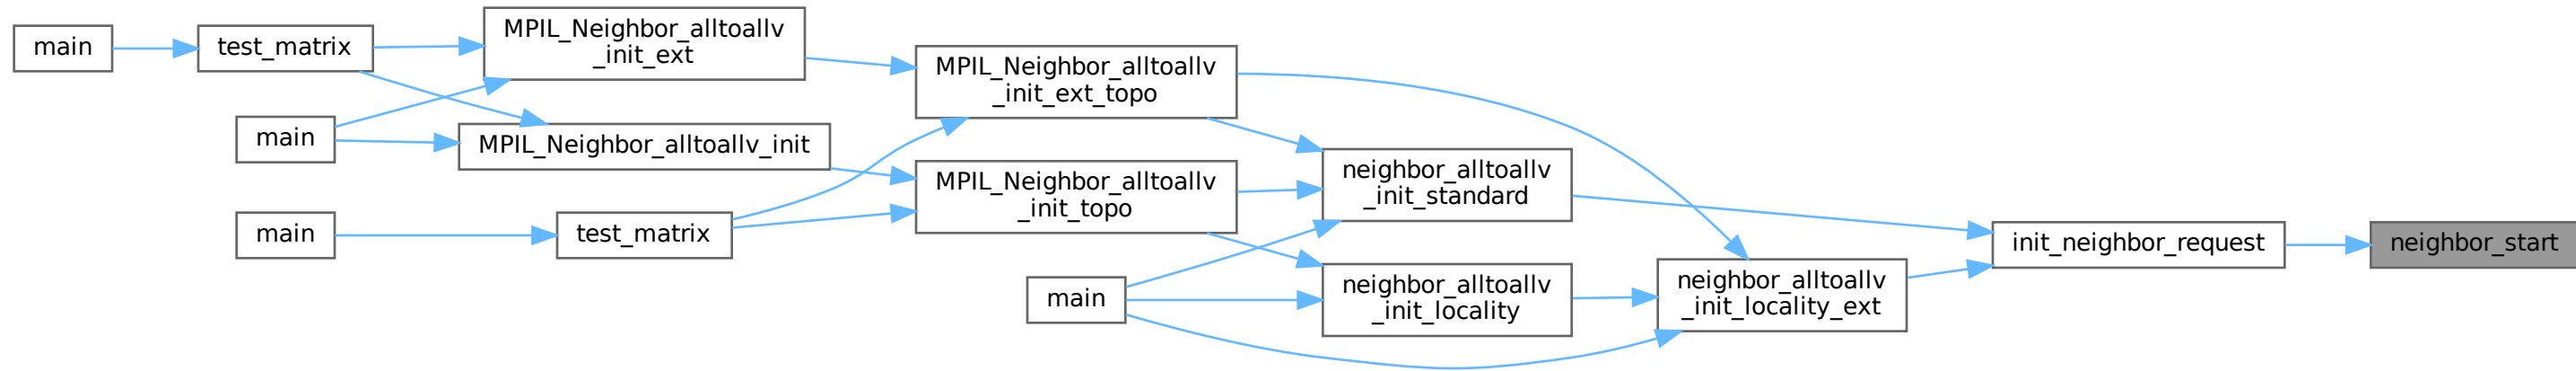 main
test_matrix
MPIL_Neighbor_alltoallv
_init_ext
main
MPIL_Neighbor_alltoallv_init
main
test_matrix
MPIL_Neighbor_alltoallv
_init_ext_topo
MPIL_Neighbor_alltoallv
_init_topo
main
neighbor_alltoallv
_init_standard
neighbor_alltoallv
_init_locality
neighbor_alltoallv
_init_locality_ext
init_neighbor_request
neighbor_start